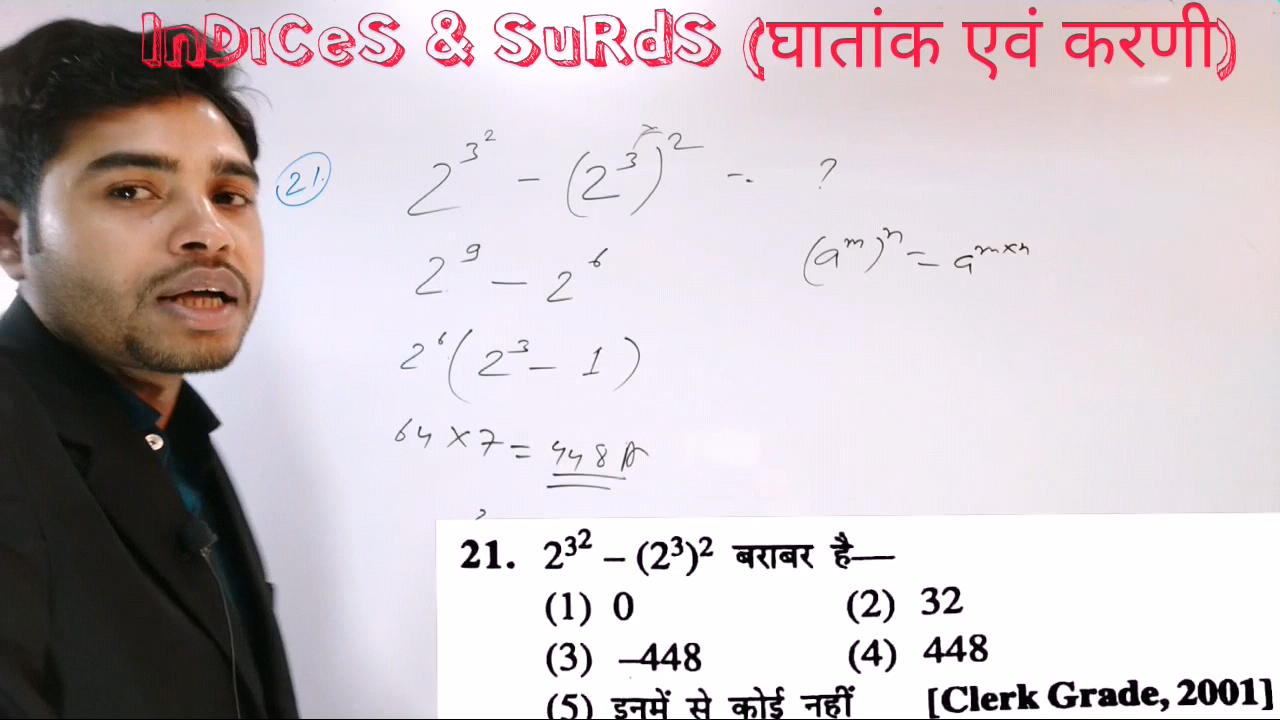 InDiCeS & SuRdS (घातांक एवं करणी)
21. 2^{3^2} - (2^3)^2 = ?
2^9 - 2^6 (a^m)^n = a^{m×n}
2^6(2^3 - 1)
64 × 7 = 448 A
21. 2^{3^2} – (2^3)^2 बराबर है—
(1) 0 (2) 32
(3) –448 (4) 448
(5) इनमें से कोई नहीं [Clerk Grade, 2001]